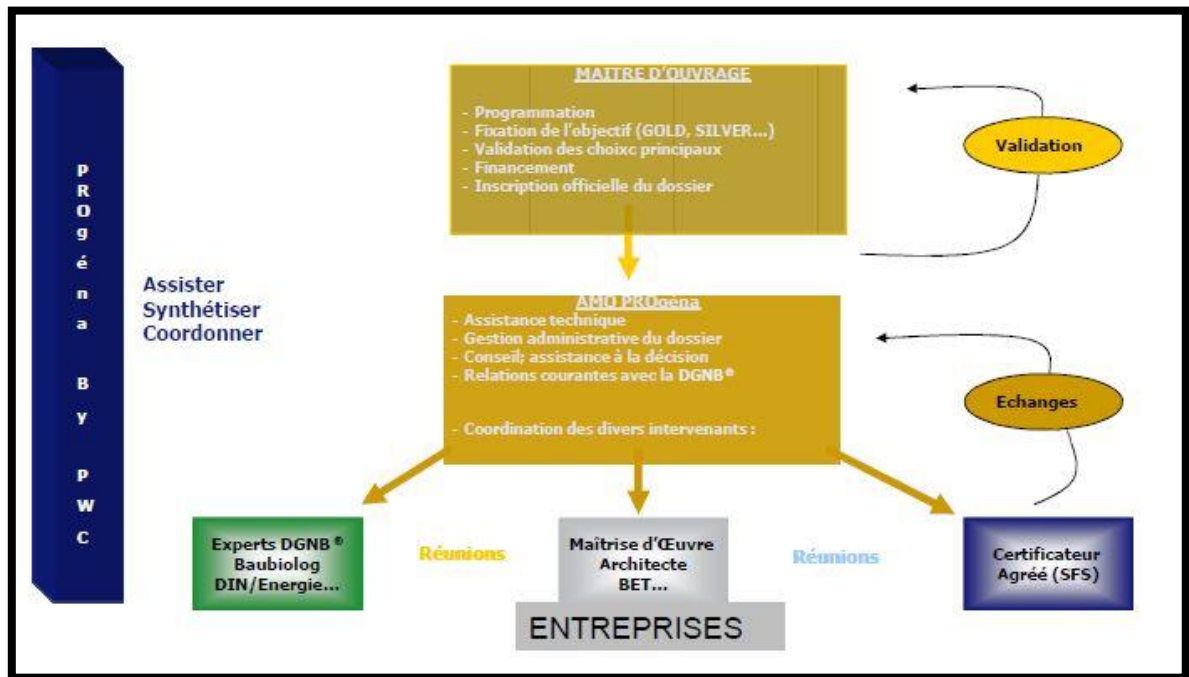 PROgéna By PWC
Assister
Synthétiser
Coordonner
MAITRE D'OUVRAGE
- Programmation
- Fixation de l'objectif (GOLD, SILVER...)
- Validation des choixc principaux
- Financement
- Inscription officielle du dossier
Validation
AMO PROgéna
- Assistance technique
- Gestion administrative du dossier
- Conseil; assistance à la décision
- Relations courantes avec la DGNB®
- Coordination des divers intervenants :
Echanges
Experts DGNB®
Baubiolog
DIN/Energie...
Réunions
Maîtrise d'Œuvre
Architecte
BET...
ENTREPRISES
Réunions
Certificateur
Agréé (SFS)